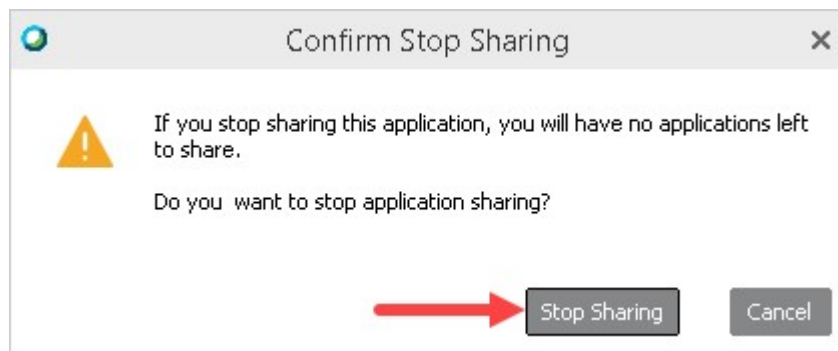 Confirm Stop Sharing
If you stop sharing this application, you will have no applications left
to share.
Do you want to stop application sharing?
Stop Sharing
Cancel